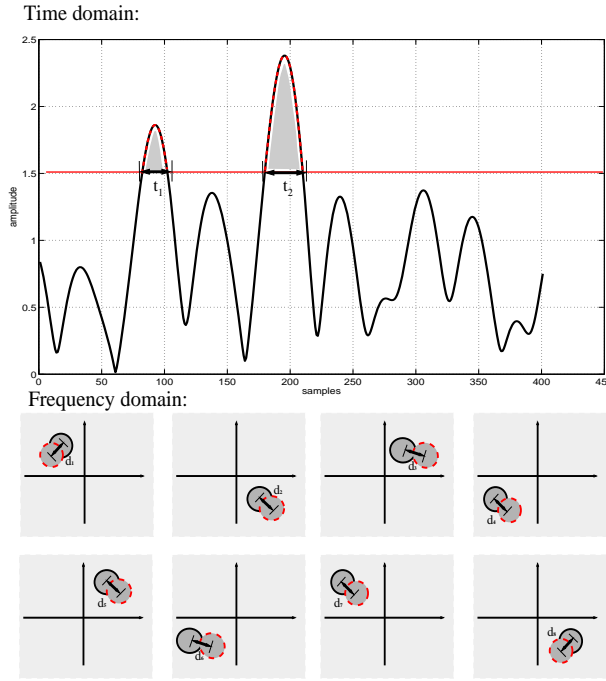 Time domain:
2.5
2
1.5
1
0.5
0
amplitude
t1
t2
0 50 100 150 200 250 300 350 400 45
samples
Frequency domain:
d1
d2
d3
d4
d5
d6
d7
d8